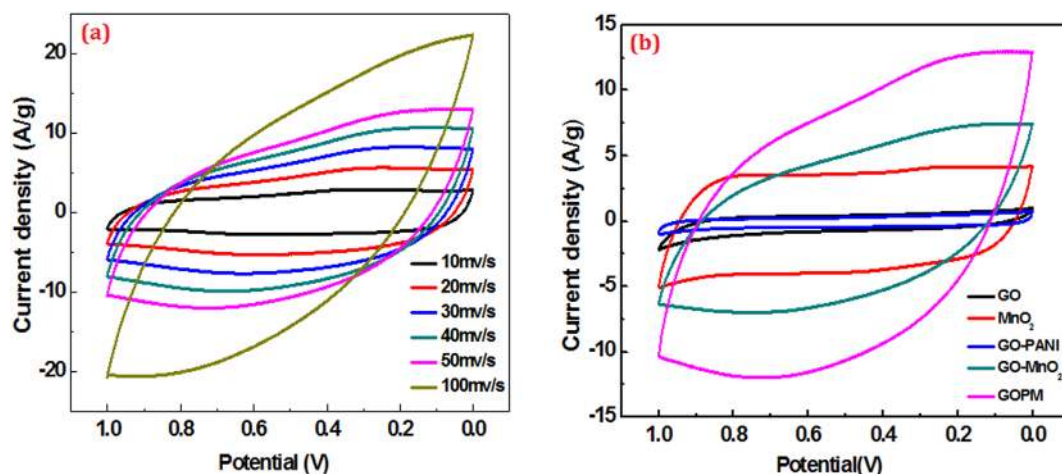 (a)
Current density (A/g)
20
10
0
-10
-20
10mv/s
20mv/s
30mv/s
40mv/s
50mv/s
100mv/s
1.0 0.8 0.6 0.4 0.2 0.0
Potential (V)
(b)
Current density (A/g)
15
10
5
0
-5
-10
-15
GO
MnO₂
GO-PANI
GO-MnO₂
GOPM
1.0 0.8 0.6 0.4 0.2 0.0
Potential(V)